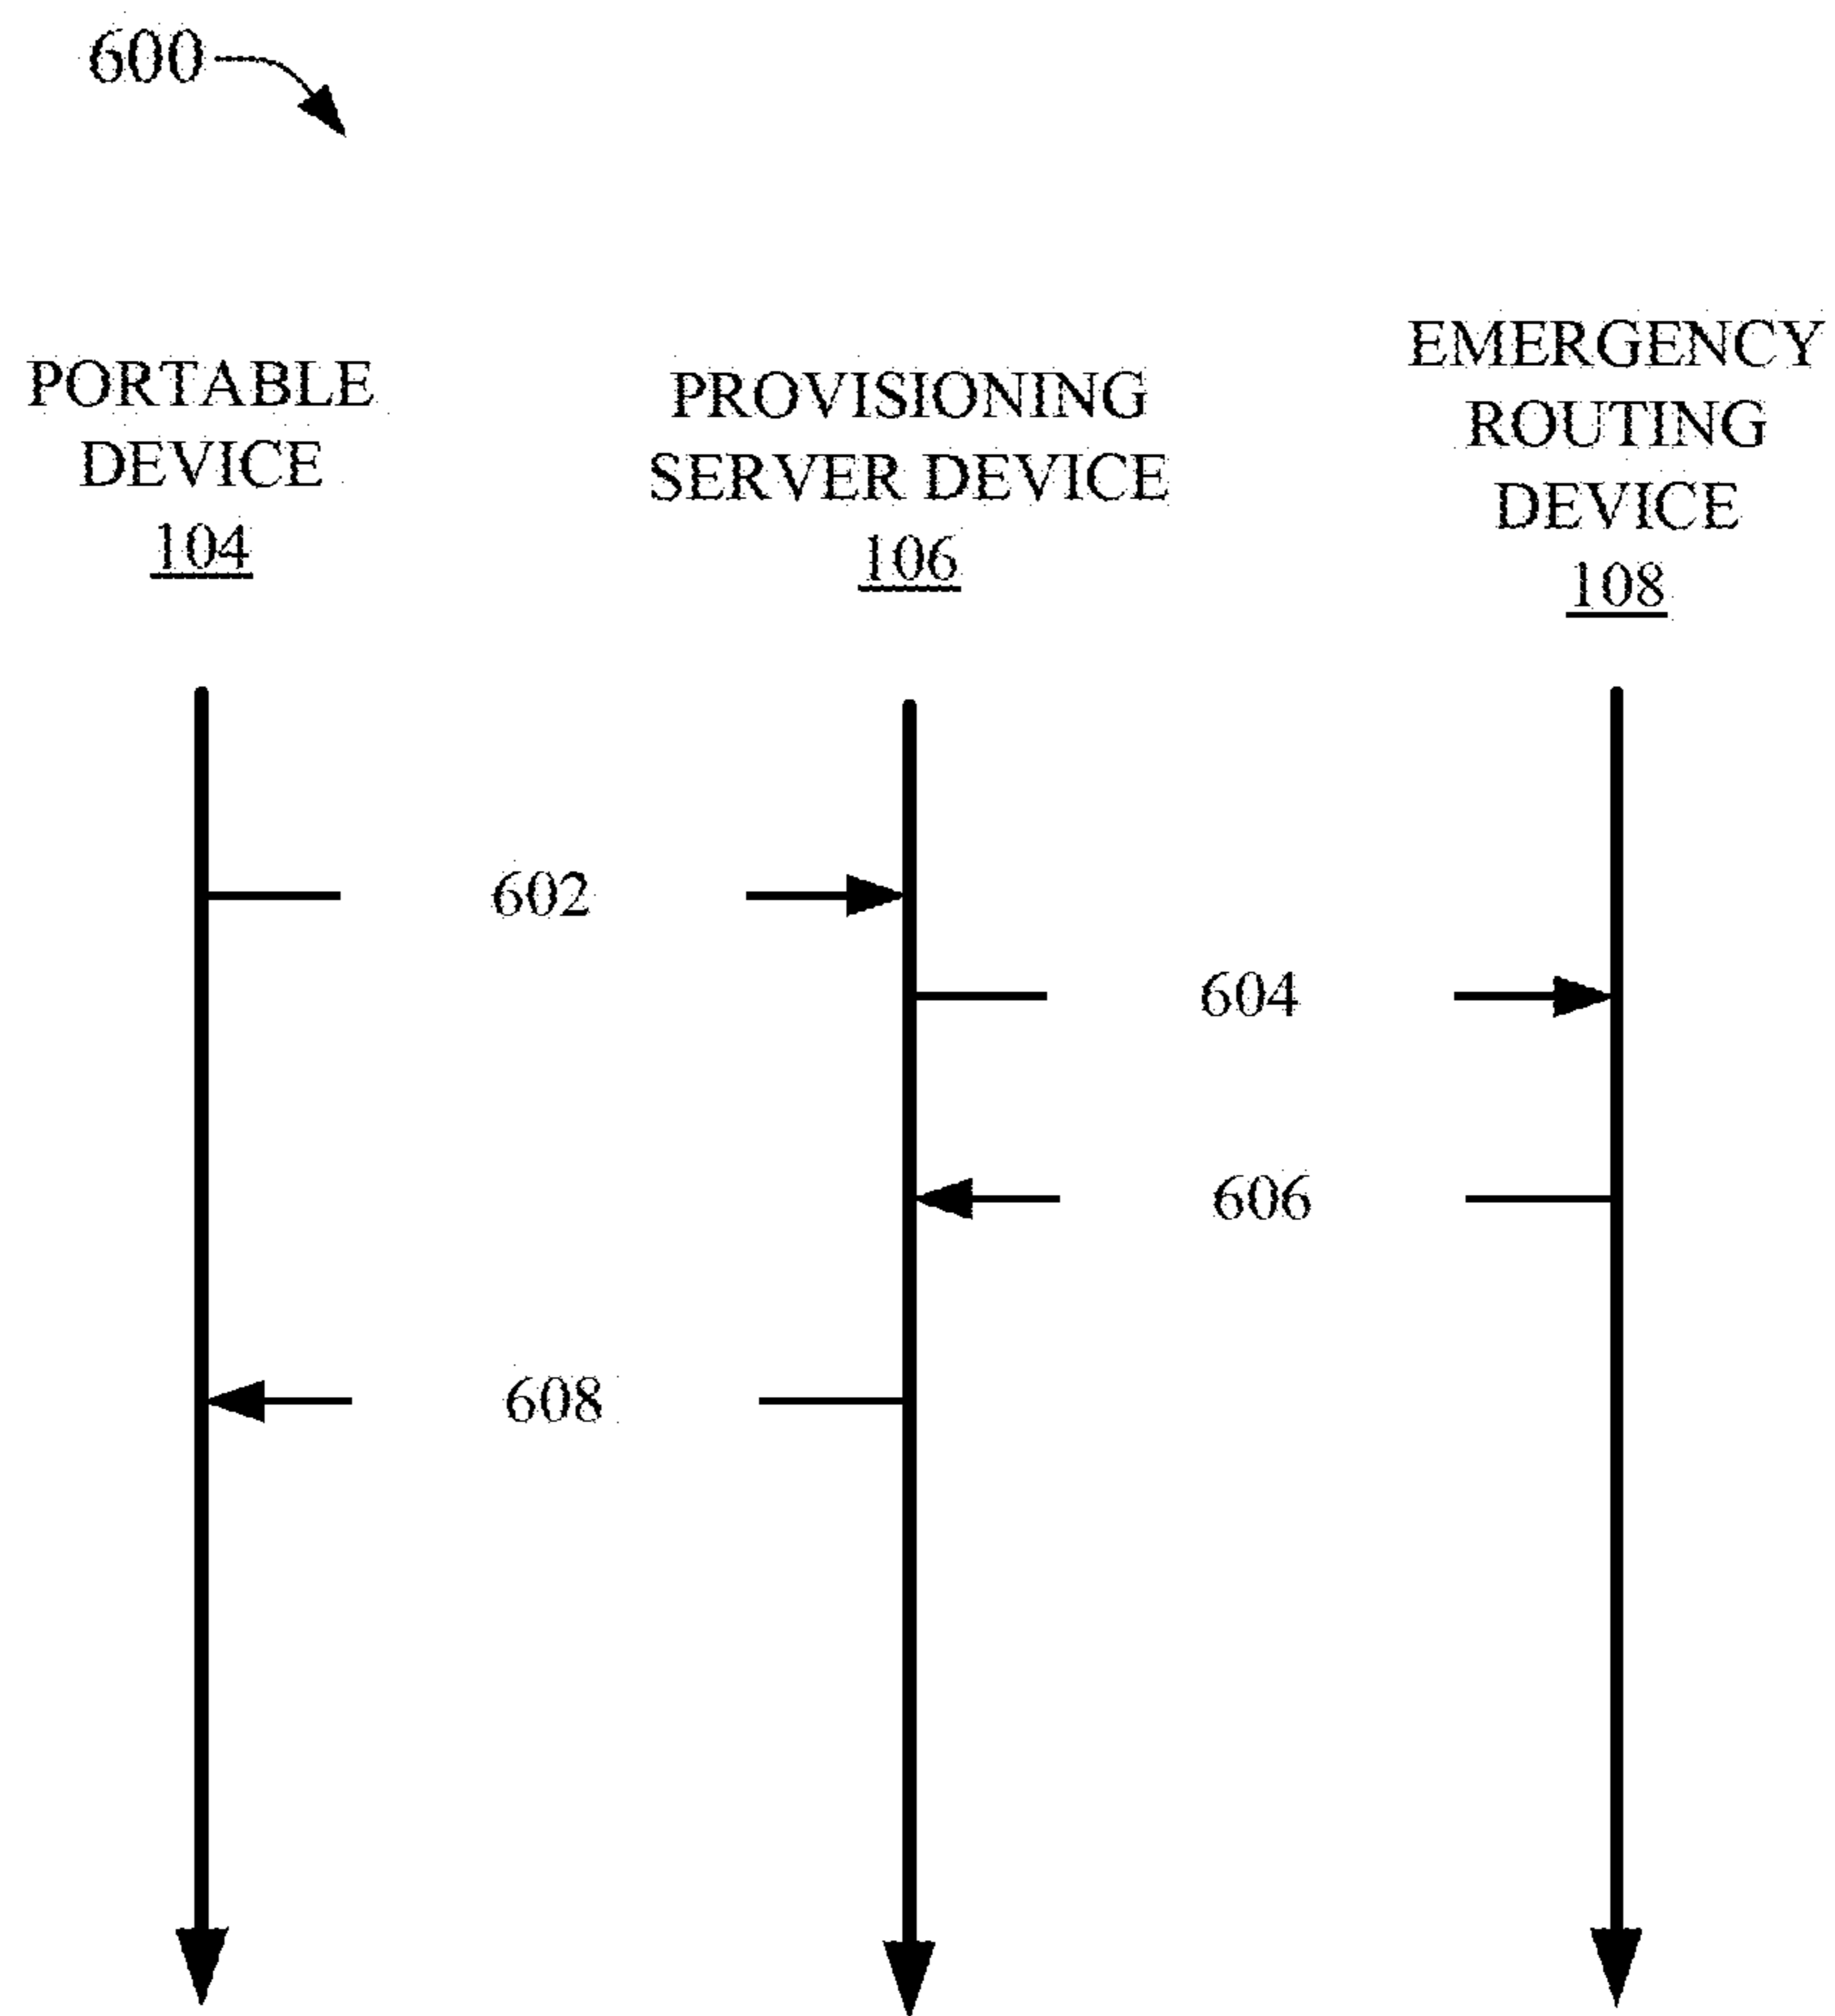 600
PORTABLE
DEVICE
104
PROVISIONING
SERVER DEVICE
106
EMERGENCY
ROUTING
DEVICE
108
602
604
606
608